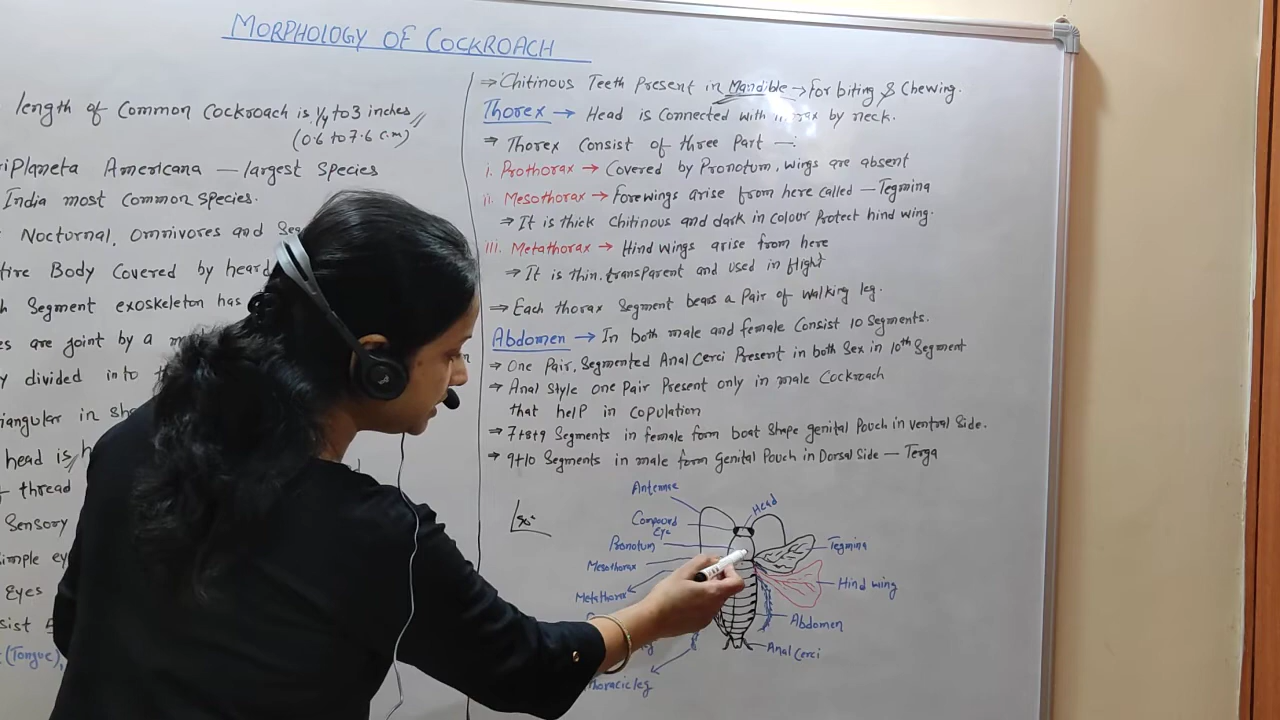 MORPHOLOGY OF COCKROACH
length of Common Cockroach is 1/4 to 3 inches
(0.6 to 7.6 c.m)
Planeta Americana — largest Species
India most Common Species.
Nocturnal, Omnivores and
Body Covered by
Segment exoskeleton has
are joint by a
divided into
in
head is
thread
Sensory
eye
Eyes
(Tongue),
⇒ Chitinous Teeth Present in Mandible → For biting & Chewing.
Thorex → Head is Connected with by neck.
⇒ Thorex Consist of three Part —:
i. Prothorax → Covered by Pronotum, wings are absent
ii. Mesothorax → Forewings arise from here called — Tegmina
⇒ It is thick Chitinous and dark in colour Protect hind wing.
iii. Metathorax → Hind wings arise from here
⇒ It is thin, transparent and used in flight
⇒ Each thorax Segment bears a Pair of walking leg.
Abdomen → In both male and female Consist 10 Segments.
⇒ One Pair, Segmented Anal Cerci Present in both Sex in 10th Segment
⇒ Anal Style one Pair Present only in male Cockroach
that help in Copulation
⇒ 7+8+9 Segments in female form boat Shape genital Pouch in ventral Side.
⇒ 9+10 Segments in male form Genital Pouch in Dorsal Side — Terga
Antennae
Head
Compound
Eye
Pronotum
Tegmina
Mesothorax
Hind wing
Metathorax
Abdomen
Anal Cerci
Thoracic leg